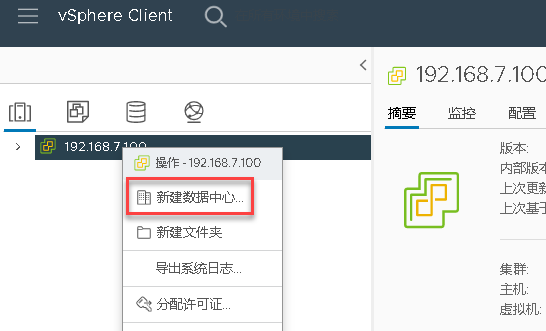 vSphere Client
192.168.7.100
192.168.7.100
摘要
监控
配置
操作 - 192.168.7.100
新建数据中心...
新建文件夹
导出系统日志...
分配许可证...
版本:
内部版本
上次更新
上次基于
集群:
主机:
虚拟机: